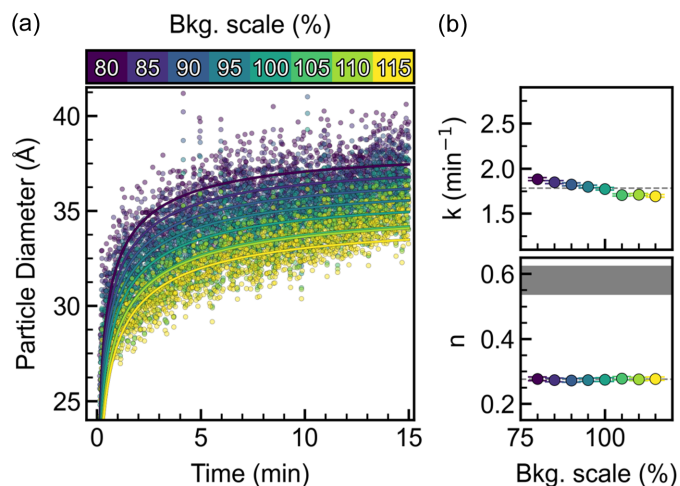 (a)
Bkg. scale (%)
80 85 90 95 100 105 110 115
Particle Diameter (Å)
40
35
30
25
0 5 10 15
Time (min)
(b)
k (min⁻¹)
2.5
2.0
1.5
n
0.6
0.4
0.2
75 100
Bkg. scale (%)